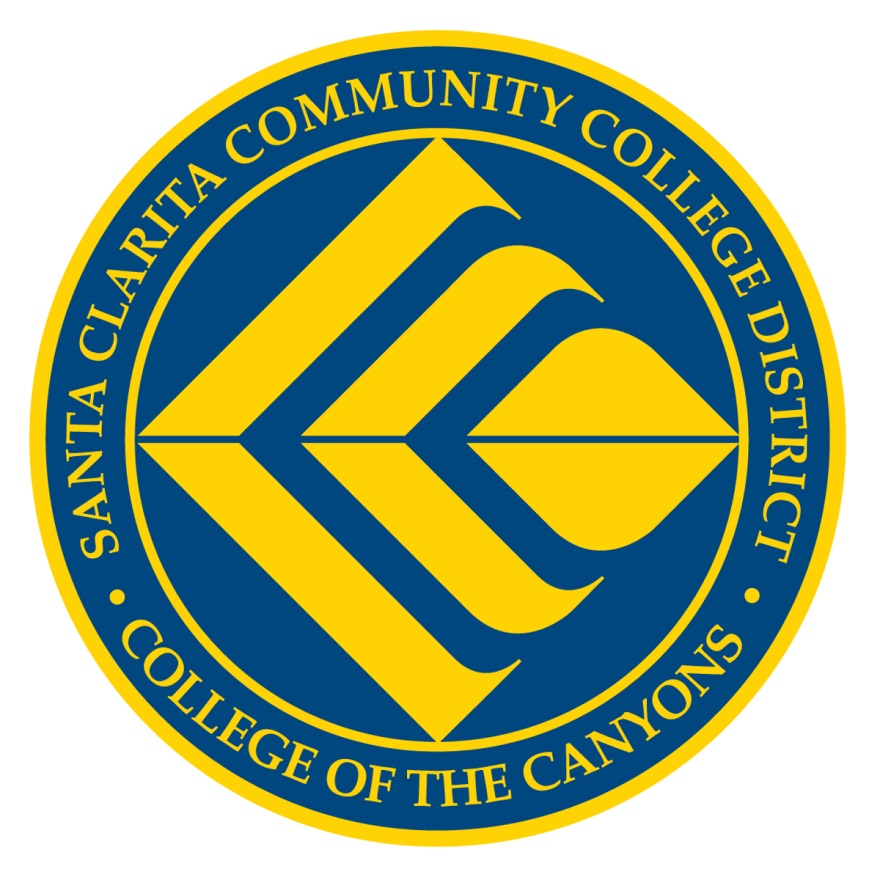 SANTA CLARITA COMMUNITY COLLEGE DISTRICT
• COLLEGE OF THE CANYONS •